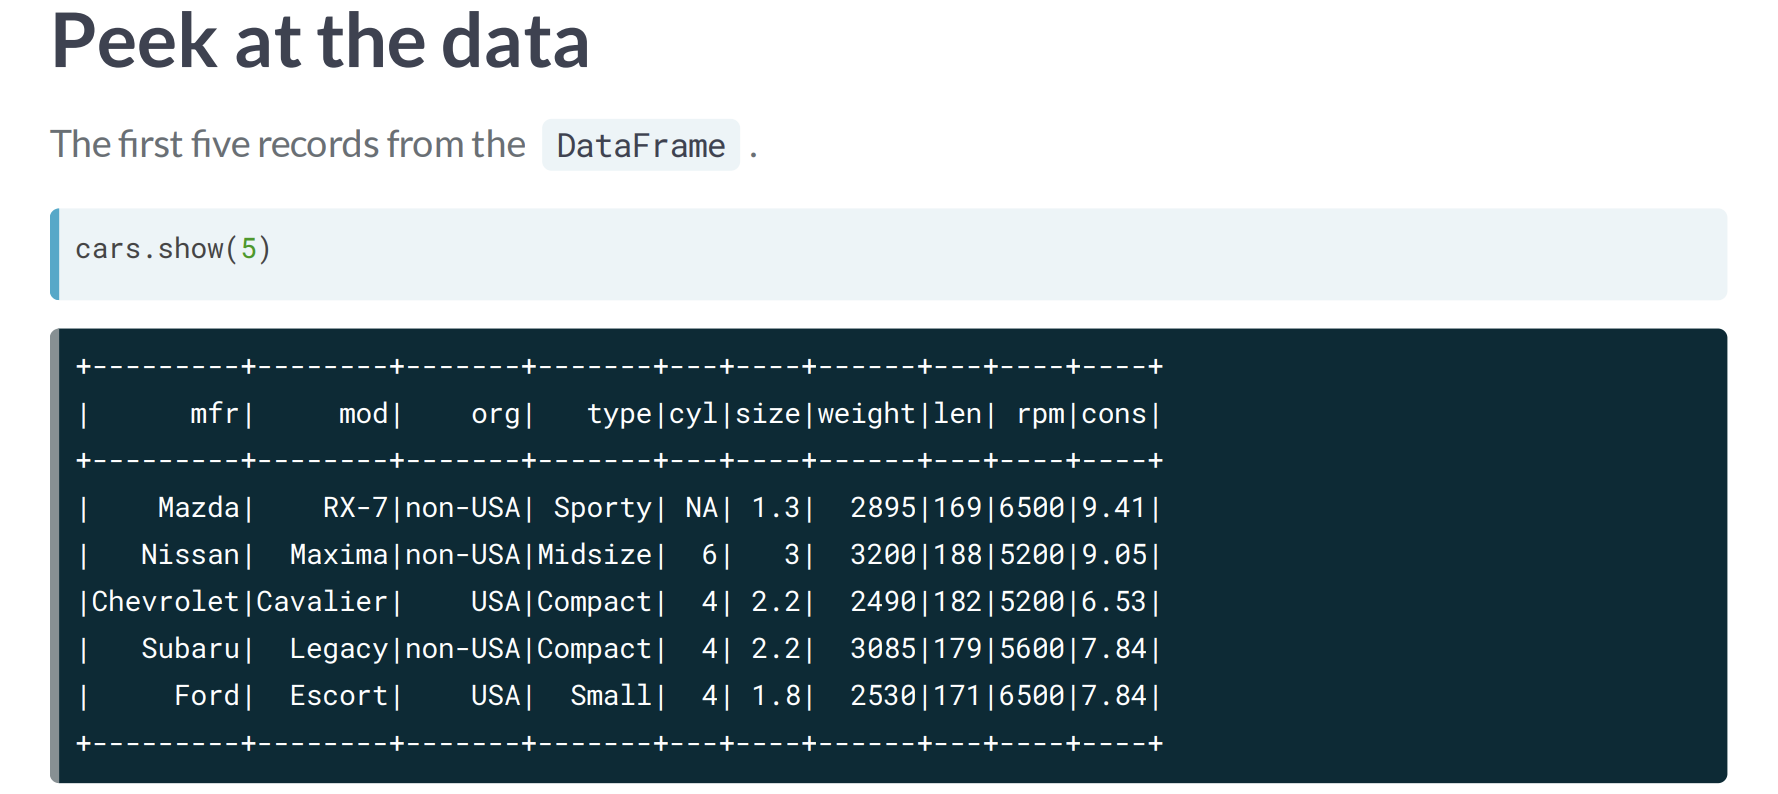 Peek at the data
The first five records from the DataFrame .
cars.show(5)
+---------+--------+-------+-------+---+----+------+---+----+----+
|      mfr|     mod|    org|   type|cyl|size|weight|len| rpm|cons|
+---------+--------+-------+-------+---+----+------+---+----+----+
|    Mazda|    RX-7|non-USA| Sporty| NA| 1.3|  2895|169|6500|9.41|
|   Nissan|  Maxima|non-USA|Midsize|  6|   3|  3200|188|5200|9.05|
|Chevrolet|Cavalier|    USA|Compact|  4| 2.2|  2490|182|5200|6.53|
|   Subaru|  Legacy|non-USA|Compact|  4| 2.2|  3085|179|5600|7.84|
|     Ford|  Escort|    USA|  Small|  4| 1.8|  2530|171|6500|7.84|
+---------+--------+-------+-------+---+----+------+---+----+----+